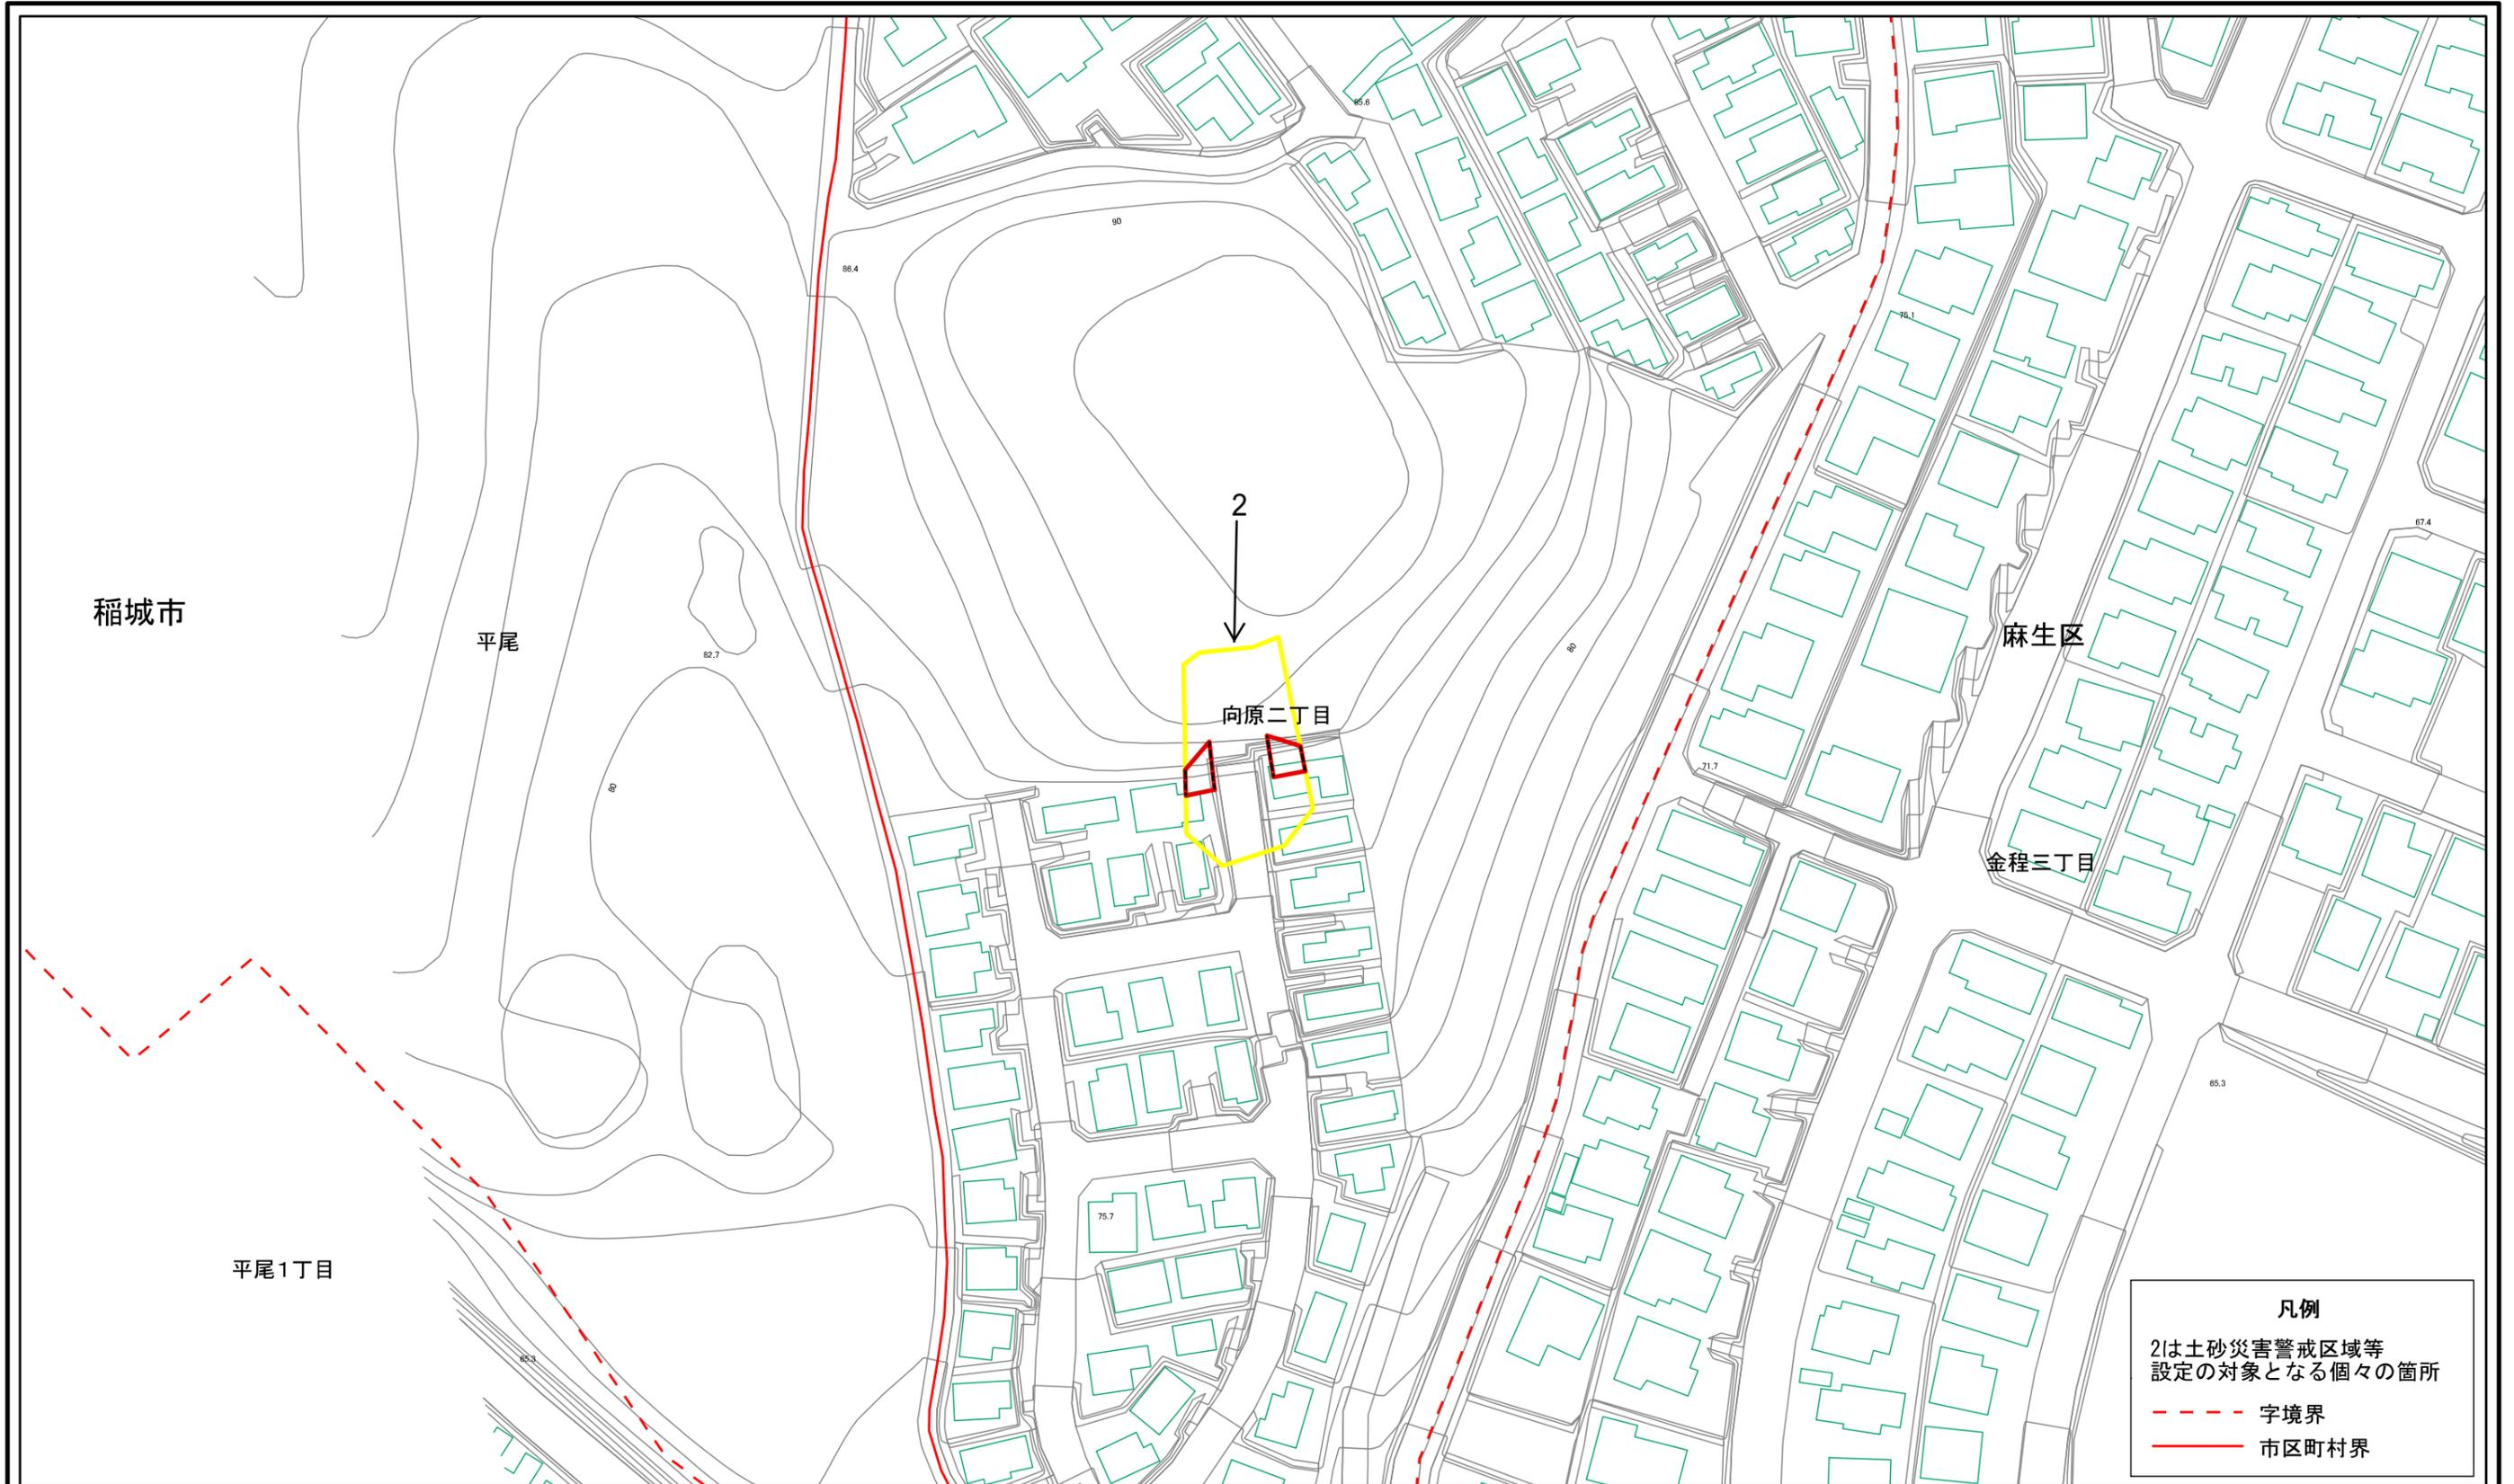 85.6
90
86.4
75.1
2
67.4
稲城市
平尾
麻生区
82.7
80
向原二丁目
71.7
80
金程三丁目
65.3
75.7
平尾1丁目
65.3
凡例
2は土砂災害警戒区域等
設定の対象となる個々の箇所
字境界
市区町村界